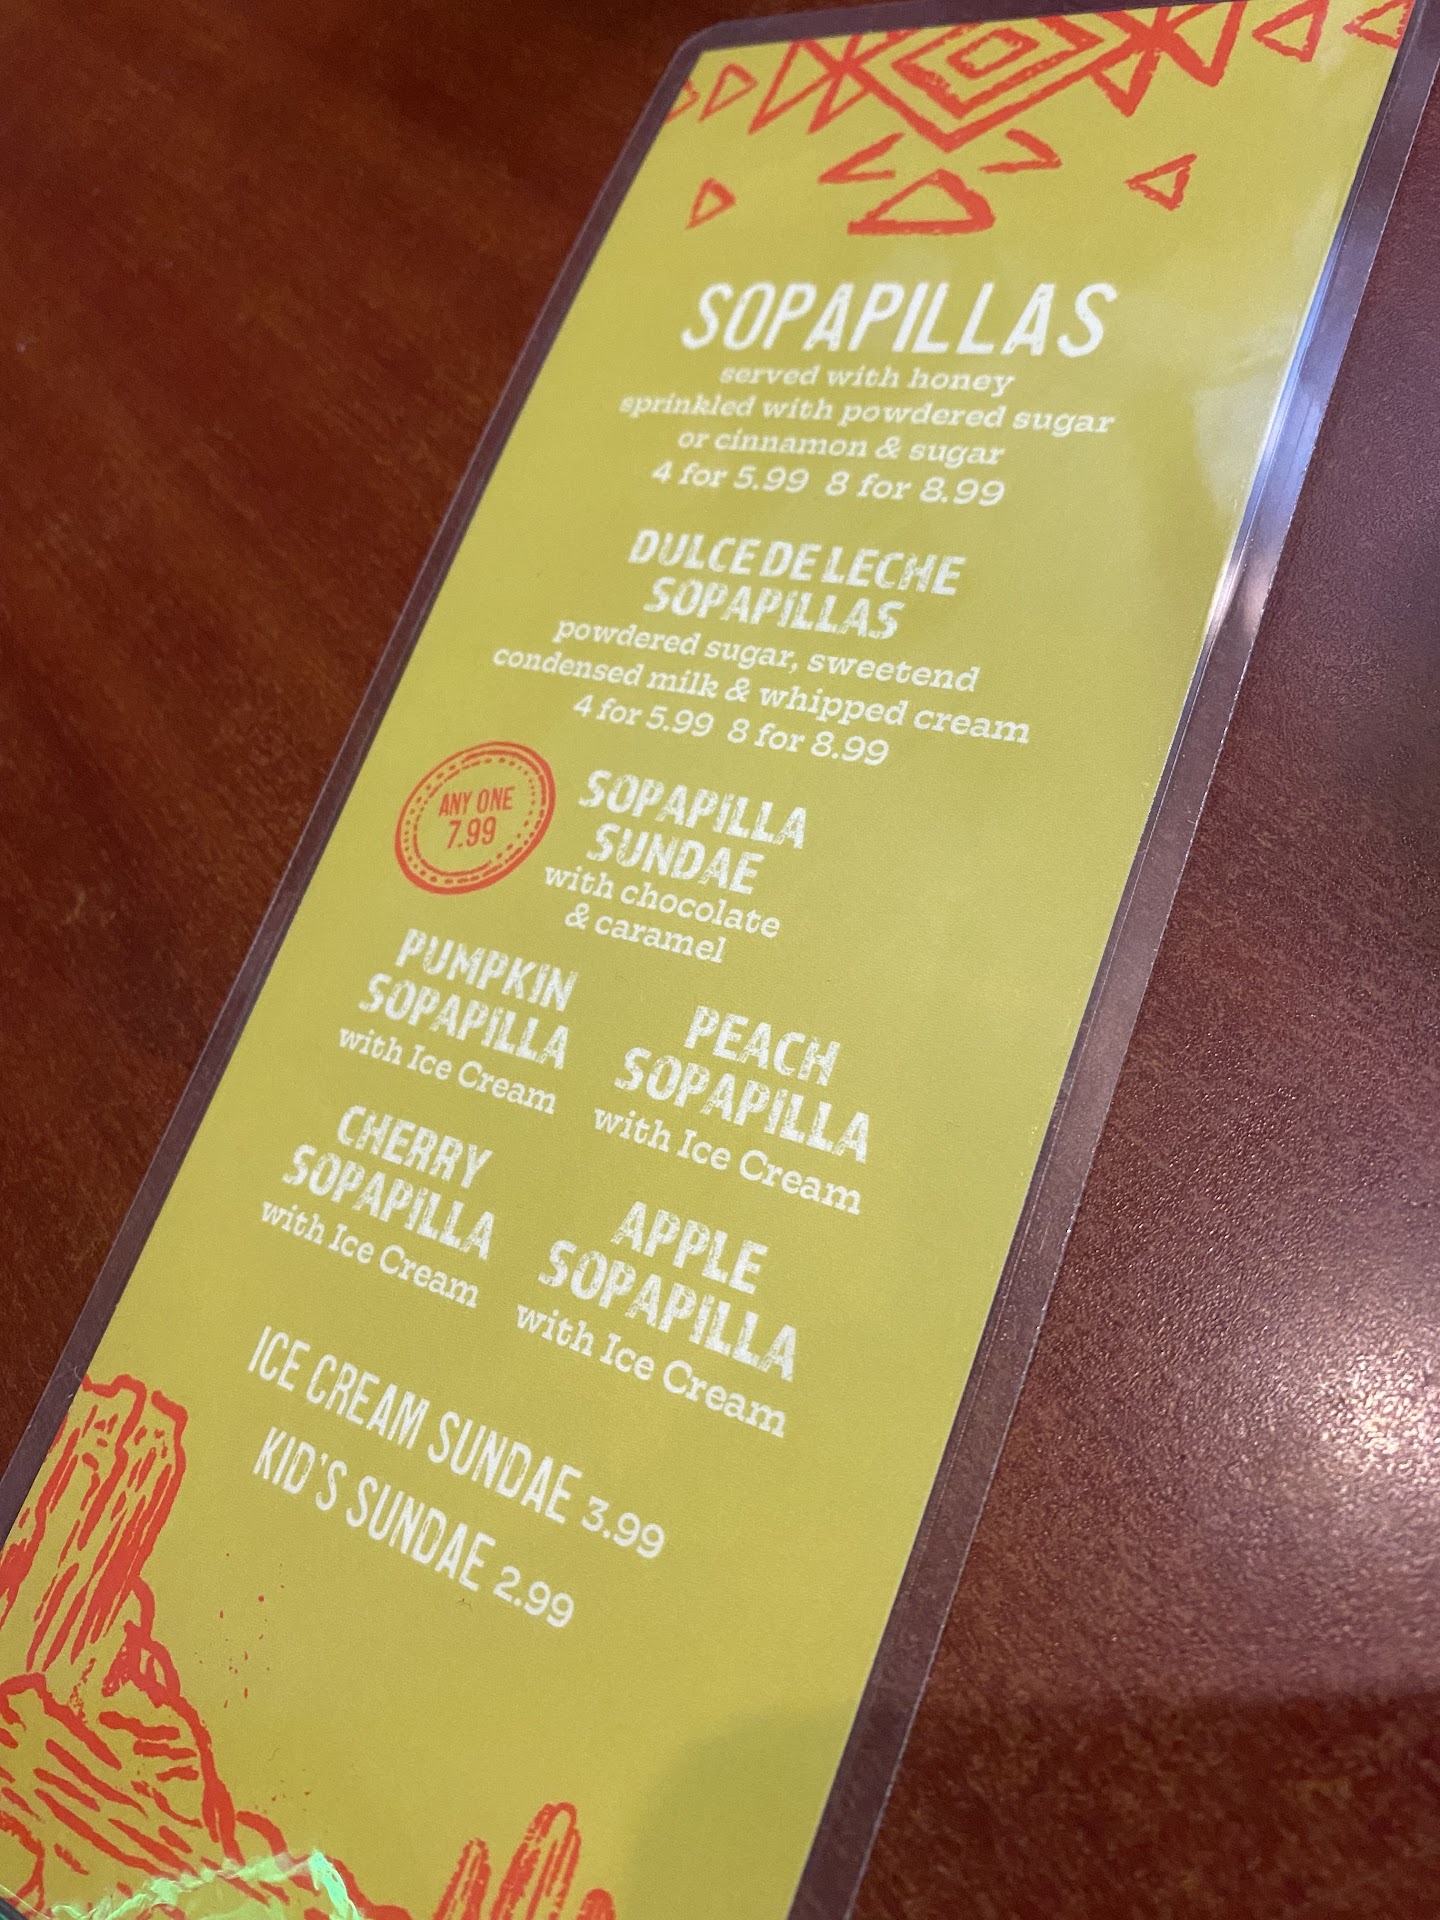 SOPAPILLAS
served with honey
sprinkled with powdered sugar
or cinnamon & sugar
4 for 5.99 8 for 8.99
DULCE DE LECHE
SOPAPILLAS
powdered sugar, sweetend
condensed milk & whipped cream
4 for 5.99 8 for 8.99
ANY ONE
7.99
SOPAPILLA
SUNDAE
with chocolate
& caramel
PUMPKIN
SOPAPILLA
with Ice Cream
PEACH
SOPAPILLA
with Ice Cream
CHERRY
SOPAPILLA
with Ice Cream
APPLE
SOPAPILLA
with Ice Cream
ICE CREAM SUNDAE 3.99
KID'S SUNDAE 2.99